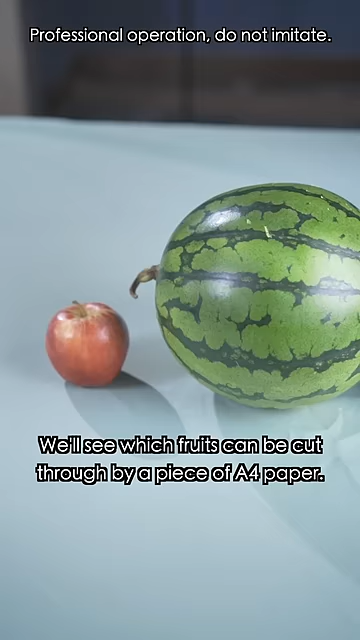 Professional operation, do not imitate.
We'll see which fruits can be cut
through by a piece of A4 paper.